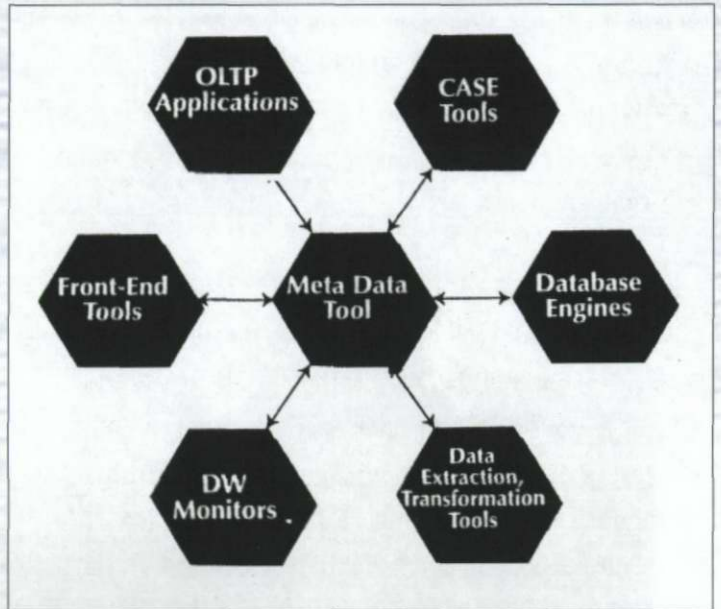 OLTP
Applications
CASE
Tools
Front-End
Tools
Meta Data
Tool
Database
Engines
DW
Monitors
Data
Extraction,
Transformation
Tools